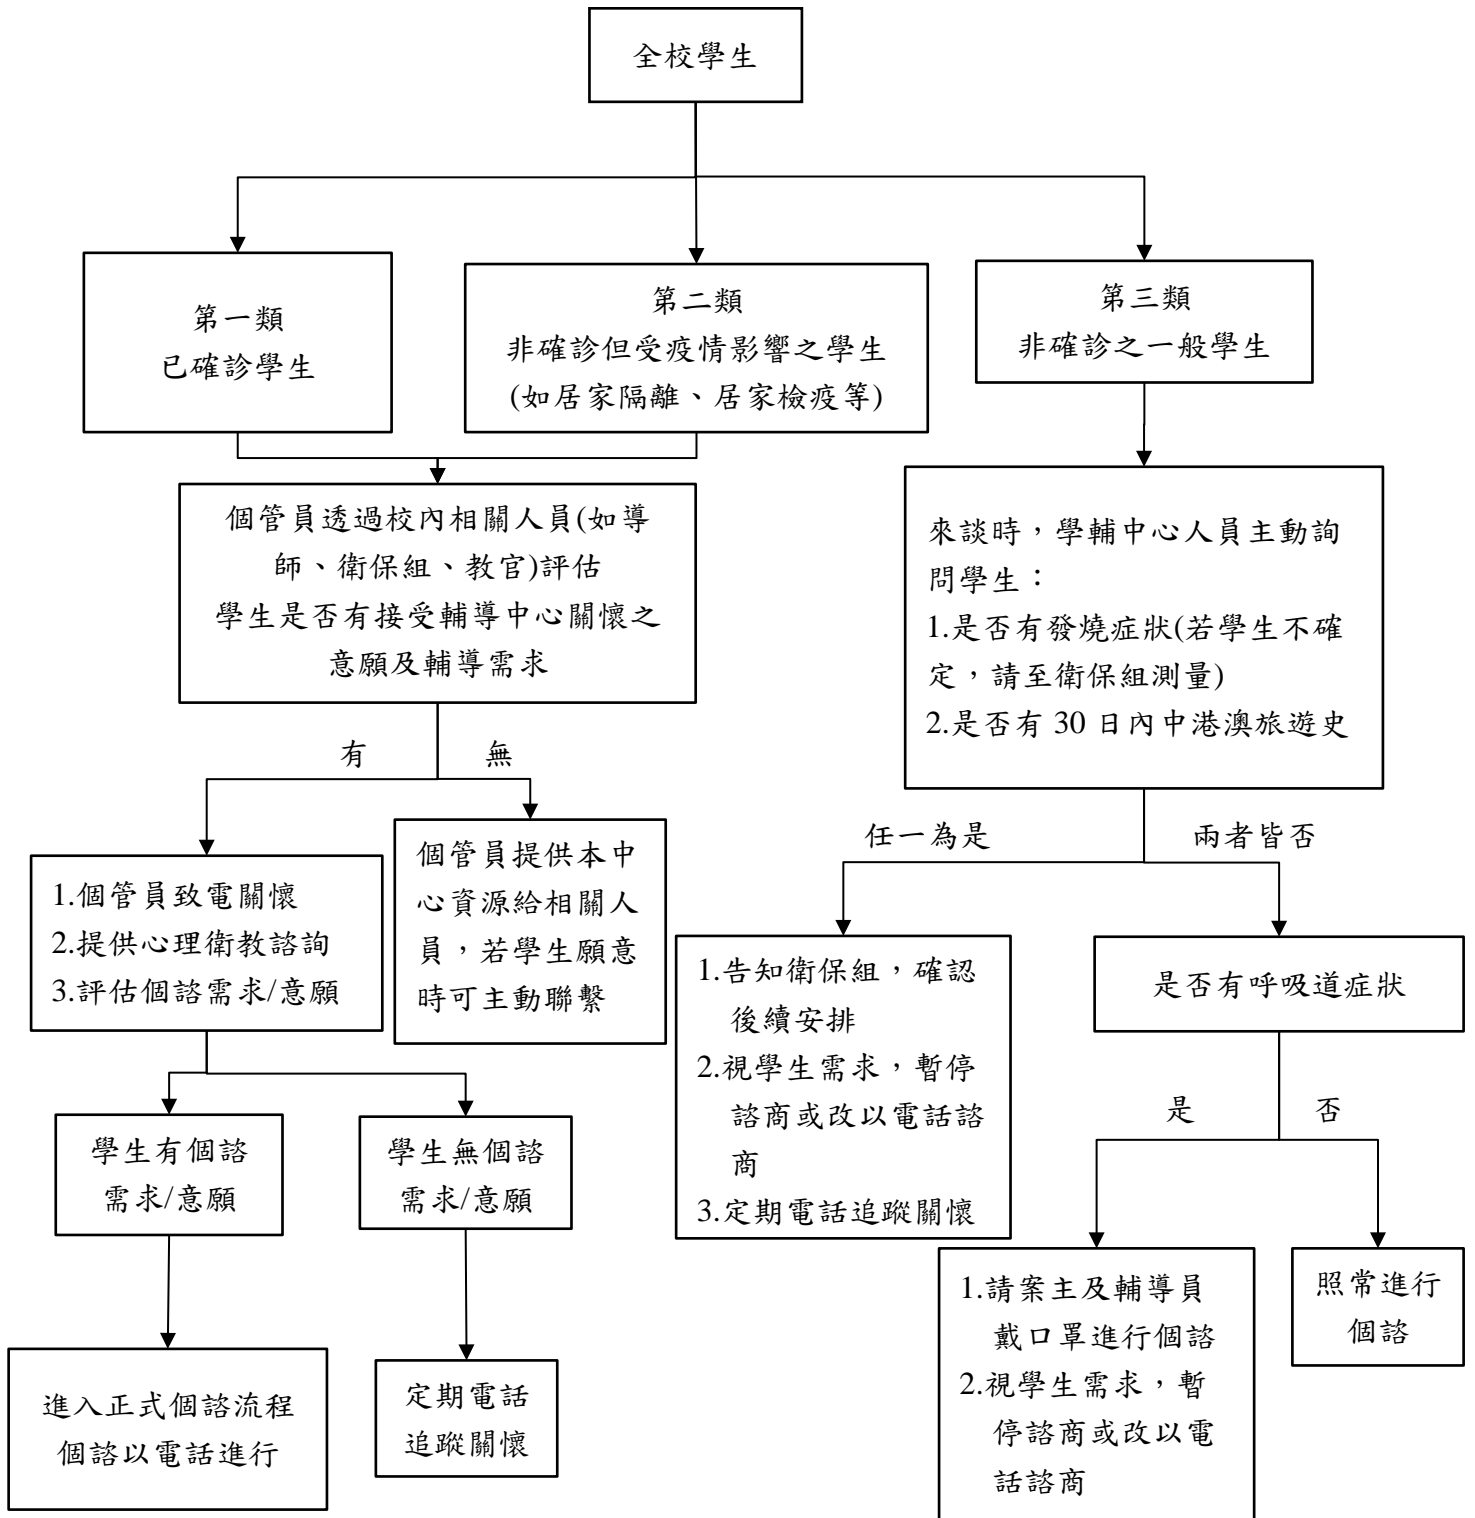 全校學生
第一類
已確診學生
第二類
非確診但受疫情影響之學生
(如居家隔離、居家檢疫等)
第三類
非確診之一般學生
個管員透過校內相關人員(如導
師、衛保組、教官)評估
學生是否有接受輔導中心關懷之
意願及輔導需求
來談時，學輔中心人員主動詢
問學生：
1.是否有發燒症狀(若學生不確
定，請至衛保組測量)
2.是否有 30 日內中港澳旅遊史
有
無
1.個管員致電關懷
2.提供心理衛教諮詢
3.評估個諮需求/意願
個管員提供本中
心資源給相關人
員，若學生願意
時可主動聯繫
任一為是
兩者皆否
1.告知衛保組，確認
後續安排
2.視學生需求，暫停
諮商或改以電話諮
商
3.定期電話追蹤關懷
是否有呼吸道症狀
是
否
學生有個諮
需求/意願
學生無個諮
需求/意願
進入正式個諮流程
個諮以電話進行
定期電話
追蹤關懷
1.請案主及輔導員
戴口罩進行個諮
2.視學生需求，暫
停諮商或改以電
話諮商
照常進行
個諮